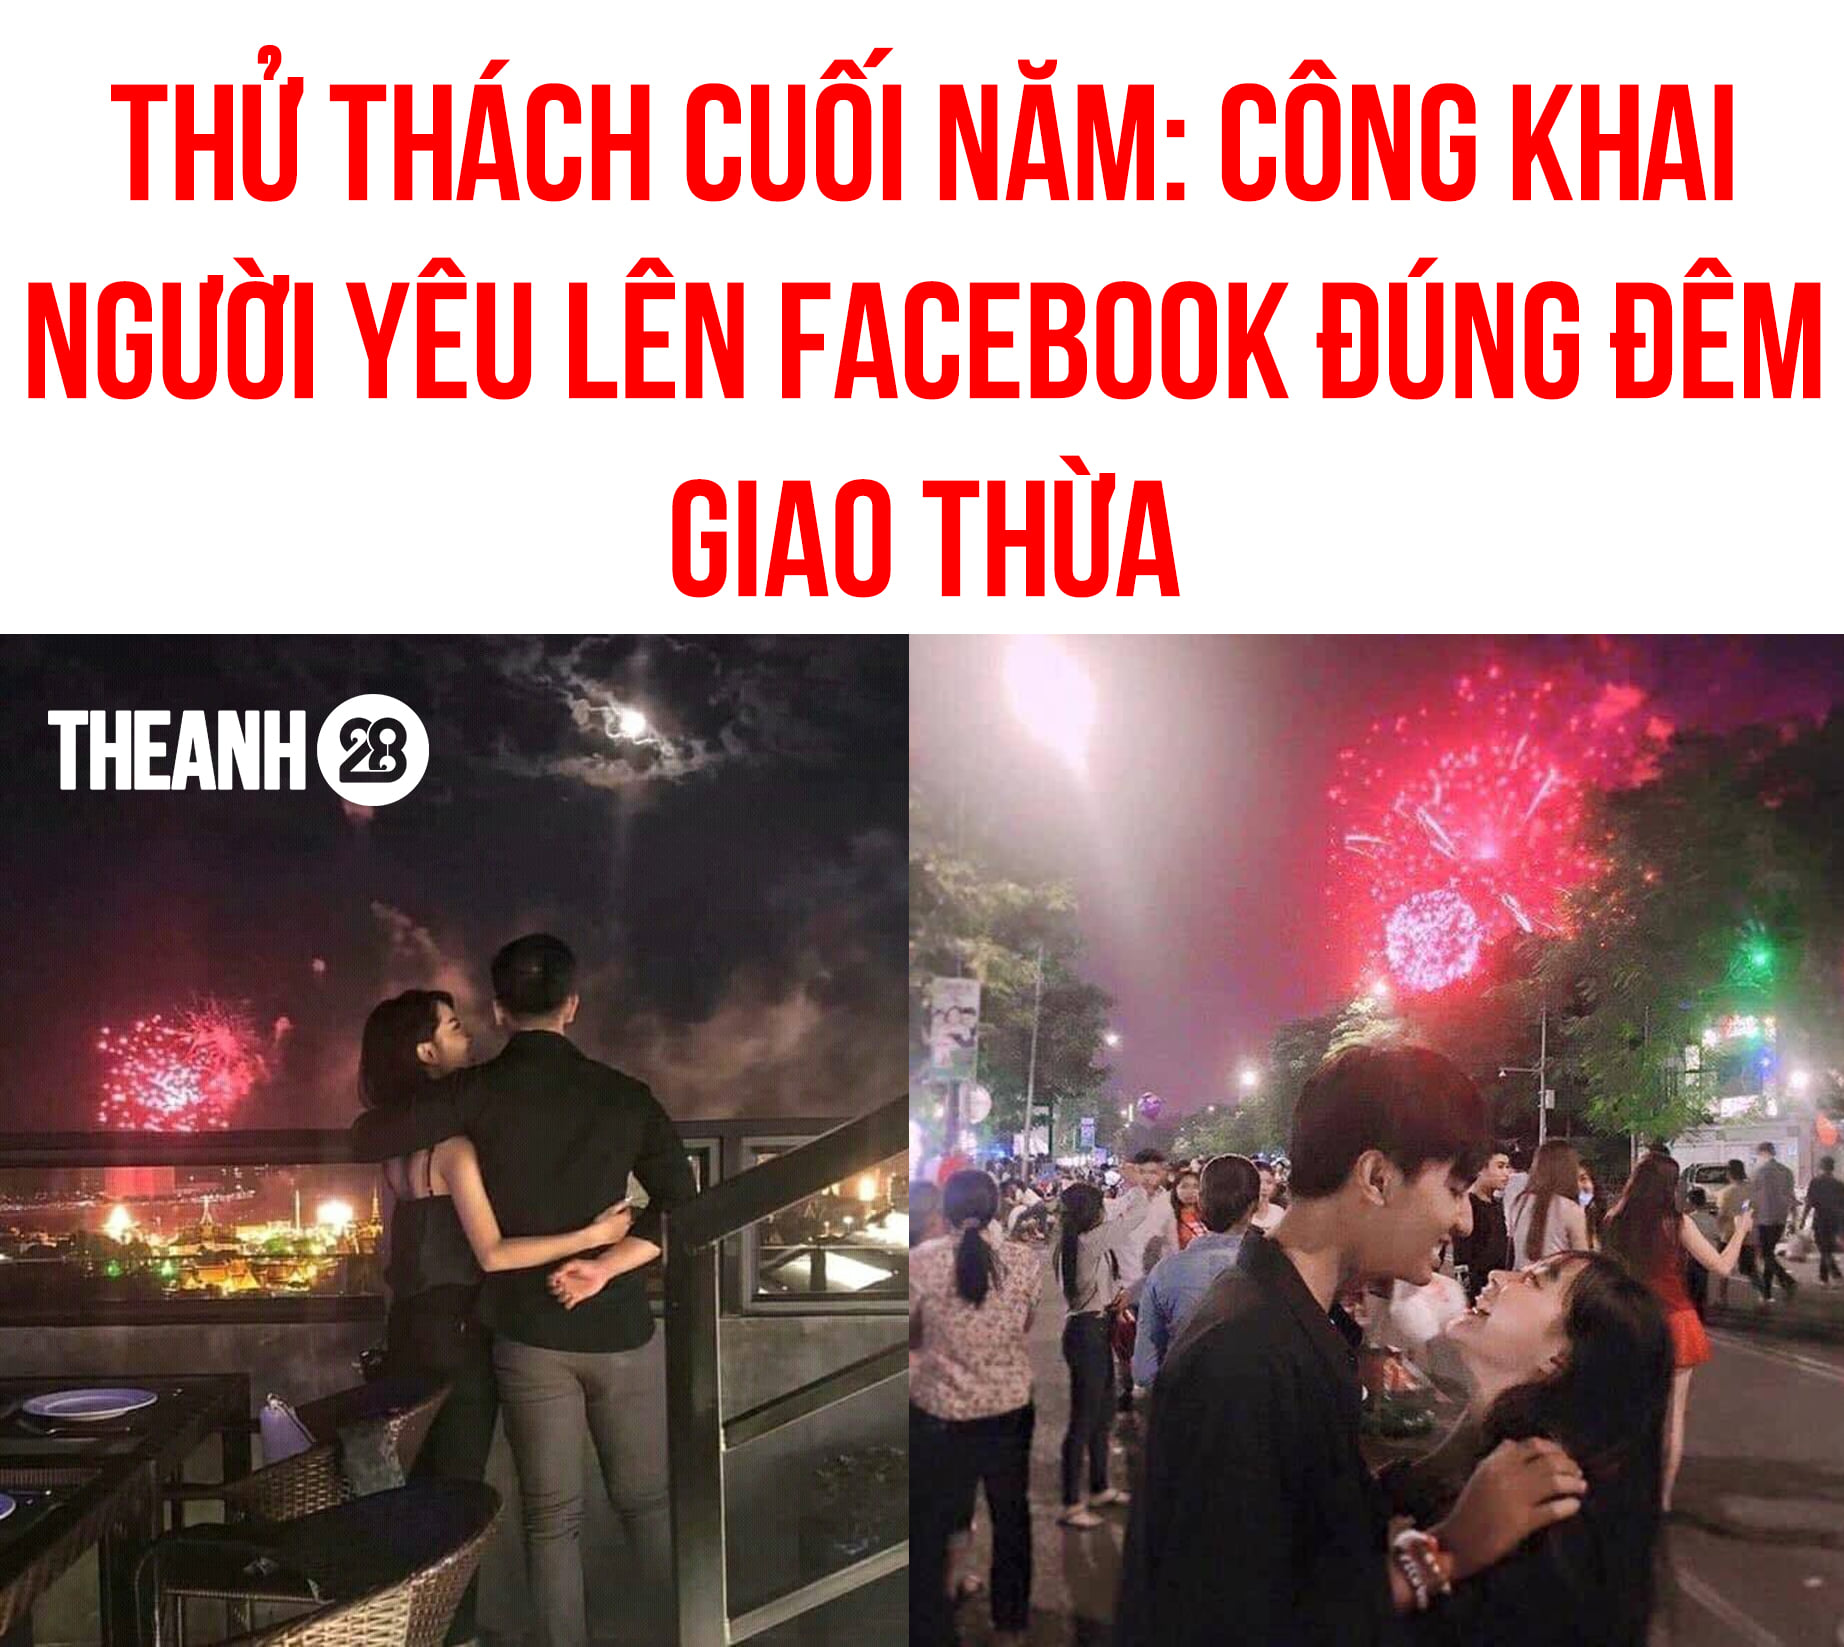 THỬ THÁCH CUỐI NĂM: CÔNG KHAI
NGƯỜI YÊU LÊN FACEBOOK ĐÚNG ĐÊM
GIAO THỪA
THEANH 28